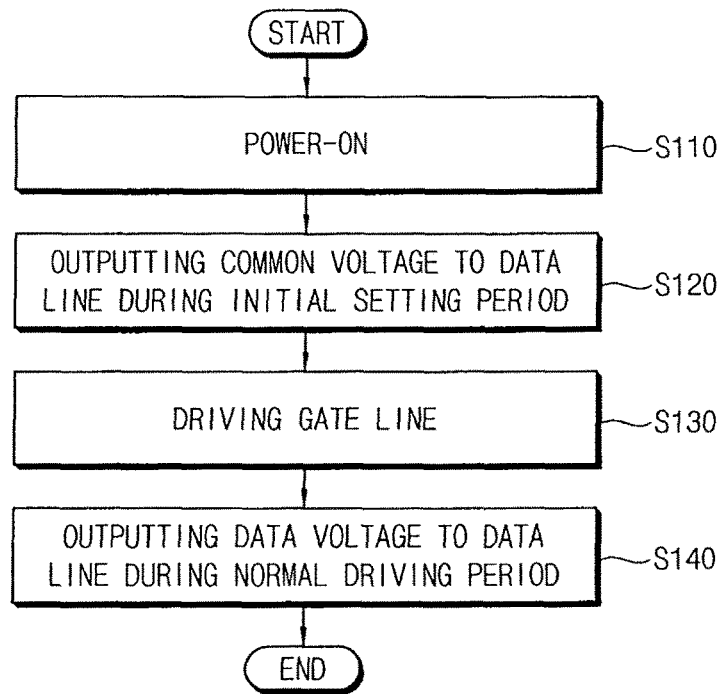 START
POWER-ON
S110
OUTPUTTING COMMON VOLTAGE TO DATA
LINE DURING INITIAL SETTING PERIOD
S120
DRIVING GATE LINE
S130
OUTPUTTING DATA VOLTAGE TO DATA
LINE DURING NORMAL DRIVING PERIOD
S140
END